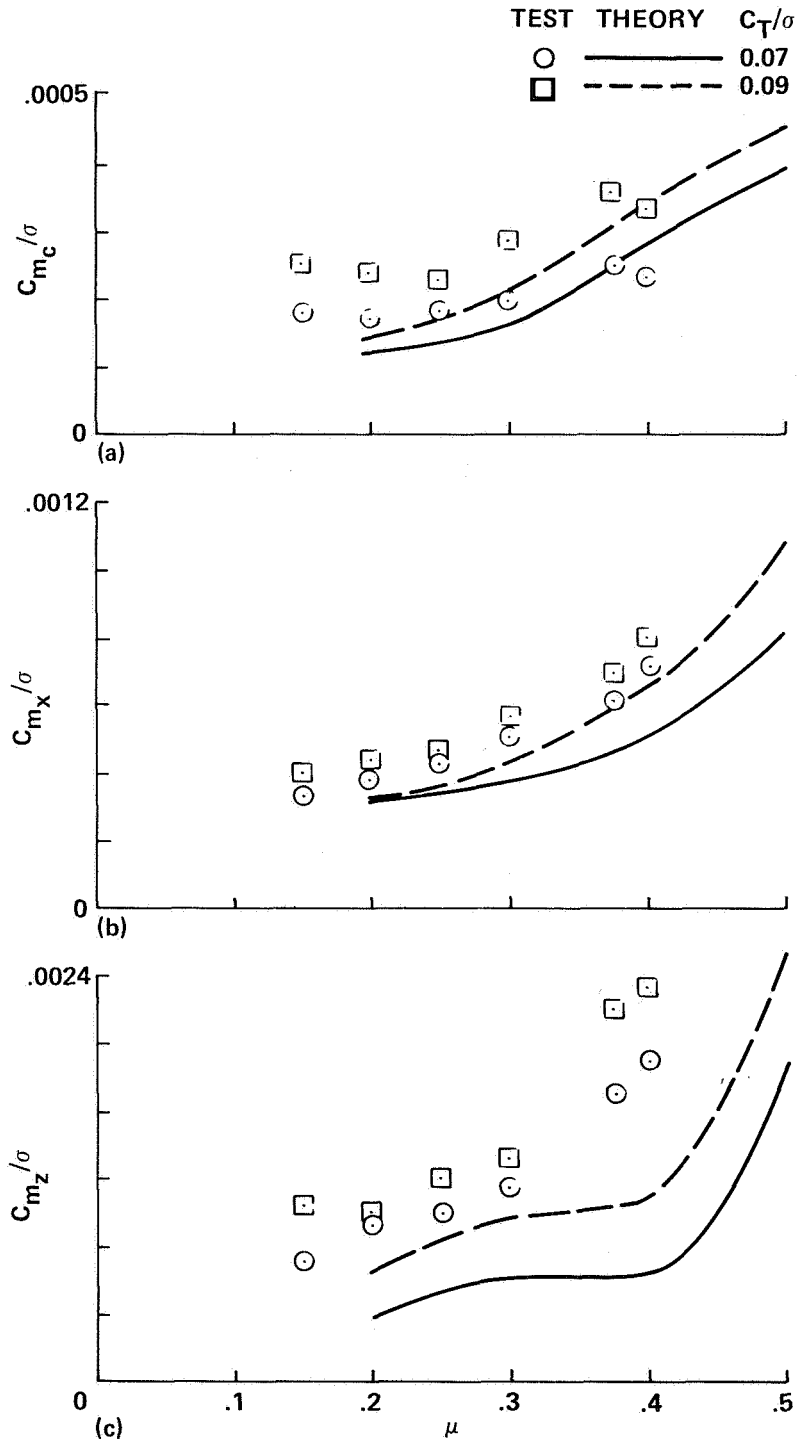 TEST THEORY C_T/σ
0.07
0.09
.0005
C_mc/σ
0
(a)
.0012
C_mx/σ
0
(b)
.0024
C_mz/σ
0 .1 .2 .3 .4 .5
(c) μ